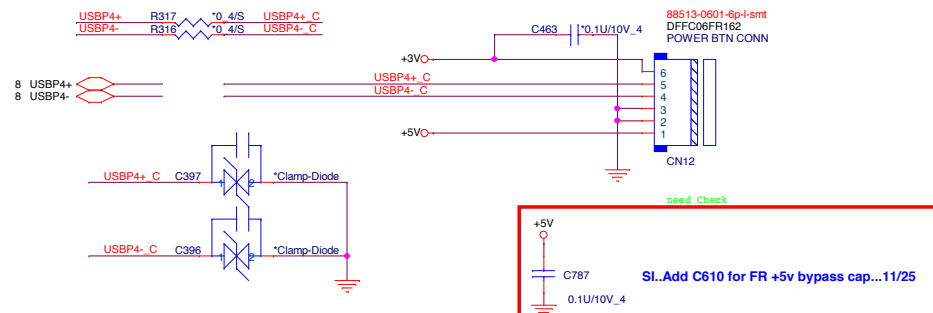 USBP4+ R317 *0_4/S USBP4+_C
USBP4- R316 *0_4/S USBP4-_C
88513-0601-6p-l-smt
DFFC06FR162
POWER BTN CONN
C463 *0.1U/10V_4
+3V
6
8 USBP4+ USBP4+_C 5
8 USBP4- USBP4-_C 4
3
2
+5V 1
CN12
USBP4+_C C397 1 2 *Clamp-Diode
USBP4-_C C396 1 2 *Clamp-Diode
need Check
+5V
C787
0.1U/10V_4
SI..Add C610 for FR +5v bypass cap...11/25